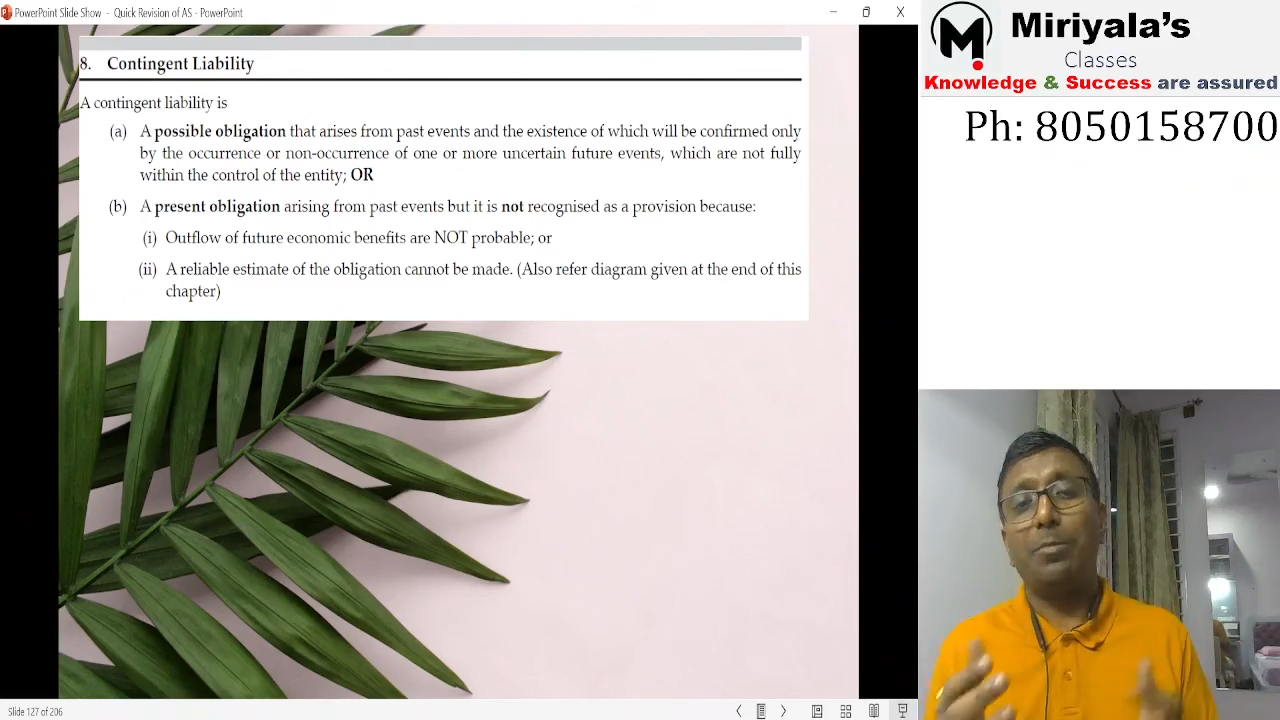 PowerPoint Slide Show - Quick Revision of AS - PowerPoint
8. Contingent Liability
A contingent liability is
(a) A possible obligation that arises from past events and the existence of which will be confirmed only
by the occurrence or non-occurrence of one or more uncertain future events, which are not fully
within the control of the entity; OR
(b) A present obligation arising from past events but it is not recognised as a provision because:
(i) Outflow of future economic benefits are NOT probable; or
(ii) A reliable estimate of the obligation cannot be made. (Also refer diagram given at the end of this
chapter)
Slide 127 of 206
M
Miriyala's
Classes
Knowledge & Success are assured
Ph: 8050158700